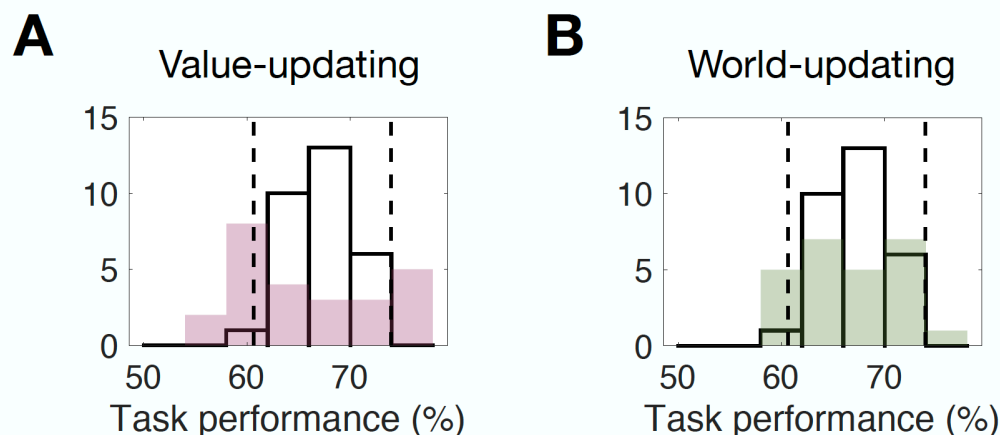 A
Value-updating
15
10
5
0
50 60 70
Task performance (%)
B
World-updating
15
10
5
0
50 60 70
Task performance (%)